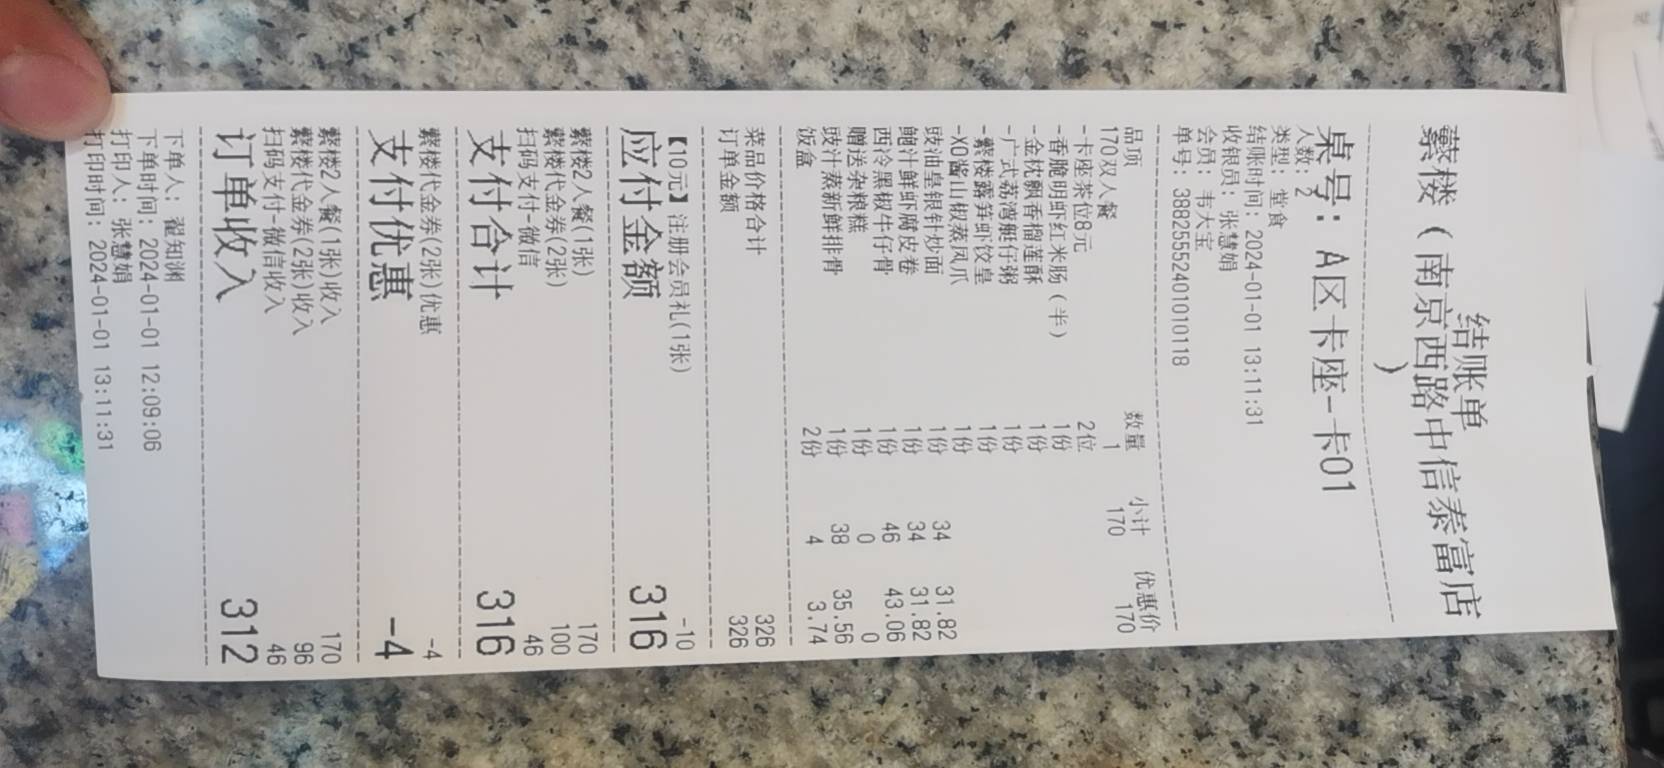 结账单
蘩楼（南京西路中信泰富店
）
桌号：A区卡座-卡01
人数：2
类型：堂食
结账时间：2024-01-01 13:11:31
收银员：张慧娟
会员：韦大宝
单号：3882555240101011​8
品项 数量 小计 优惠价
170双人餐 1 170 170
-卡座茶位8元 2位
-香脆明虾红米肠（半） 1份
-金枕飘香榴莲酥 1份
-广式荔湾艇仔粥 1份
-蘩楼露笋虾饺皇 1份
-XO酱山椒蒸凤爪 1份
豉油皇银针炒面 1份 34 31.82
鲍汁鲜虾腐皮卷 1份 34 31.82
西冷黑椒牛仔骨 1份 46 43.06
赠送杂粮糕 1份 0 0
豉汁蒸新鲜排骨 1份 38 35.56
饭盒 2份 4 3.74
菜品价格合计 326
订单金额 326
【10元】注册会员礼(1张) -10
应付金额 316
蘩楼2人餐(1张) 170
蘩楼代金券(2张) 100
扫码支付-微信 46
支付合计 316
蘩楼代金券(2张)优惠 -4
支付优惠 -4
蘩楼2人餐(1张)收入 170
蘩楼代金券(2张)收入 96
扫码支付-微信收入 46
订单收入 312
下单人：翟知渊
下单时间：2024-01-01 12:09:06
打印人：张慧娟
打印时间：2024-01-01 13:11:31